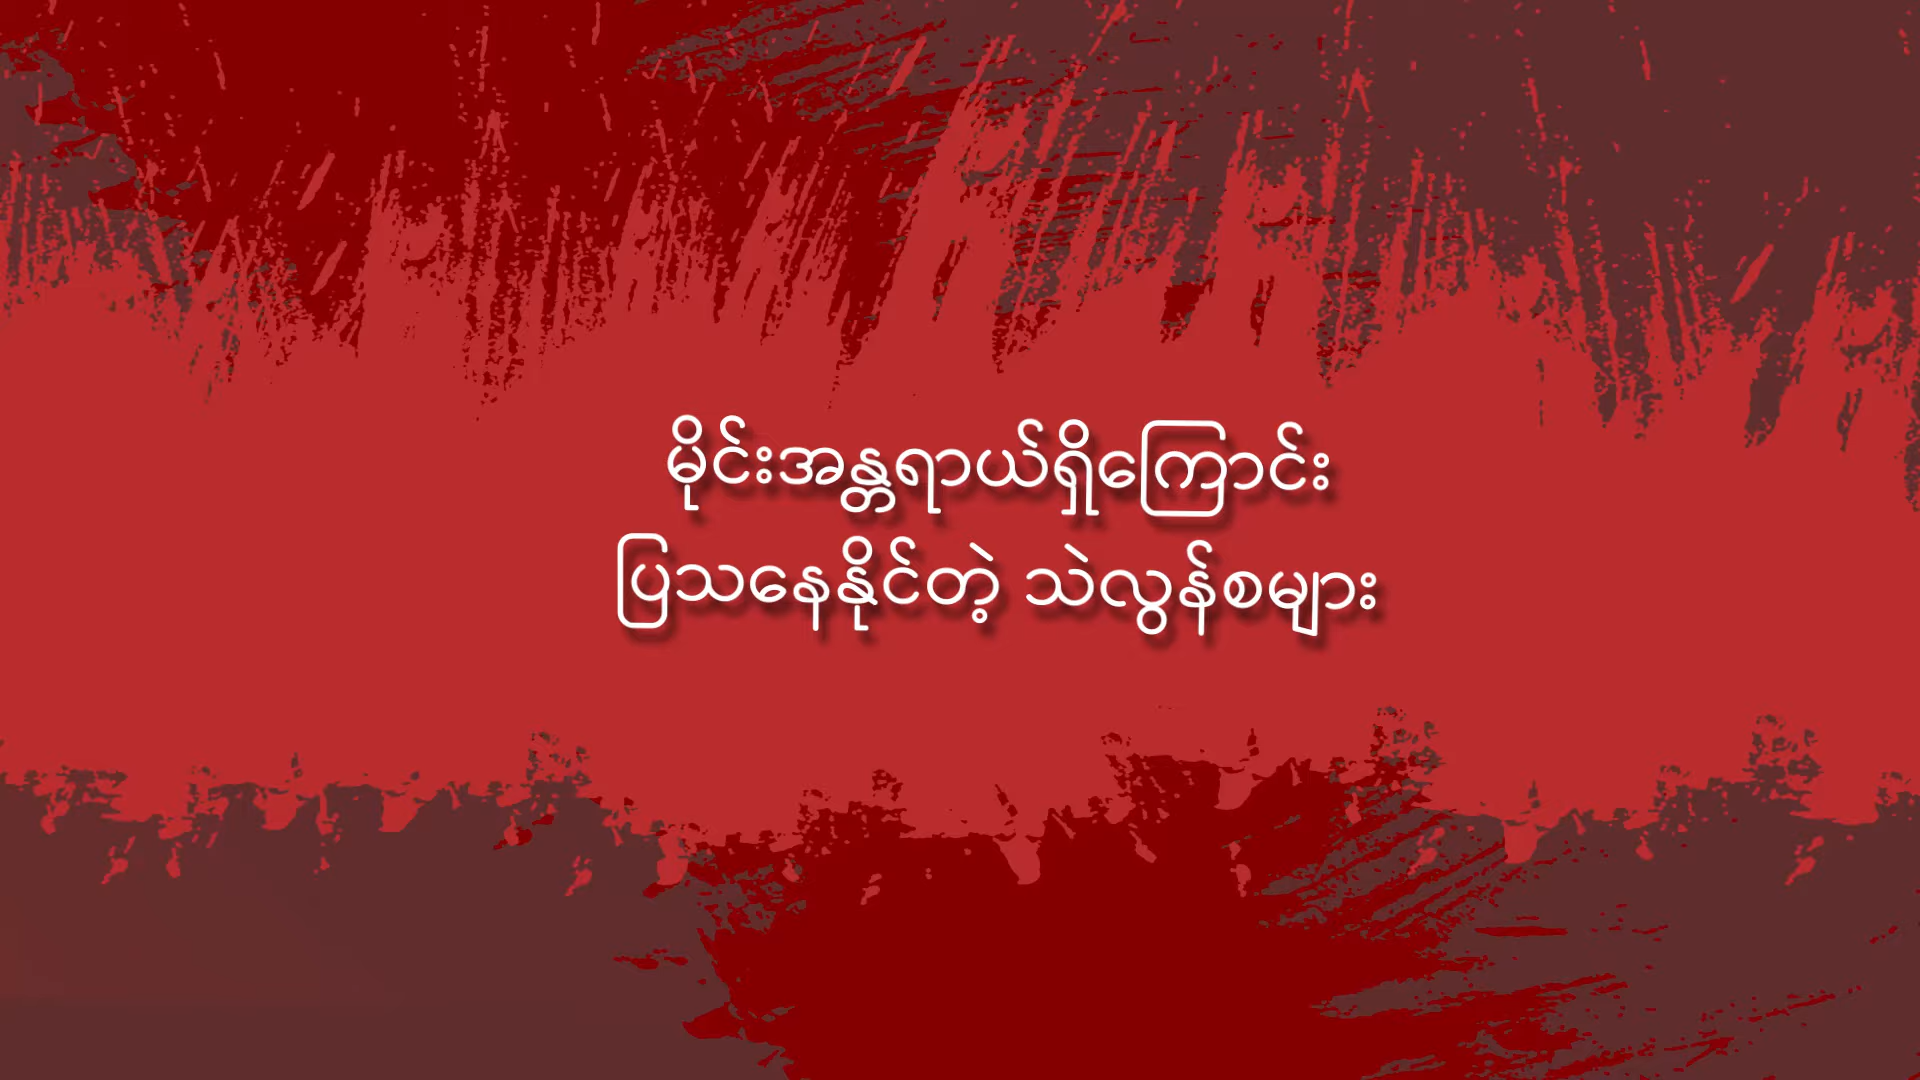 မိုင်းအန္တရာယ်ရှိကြောင်း
ပြသနေနိုင်တဲ့ သဲလွန်စများ